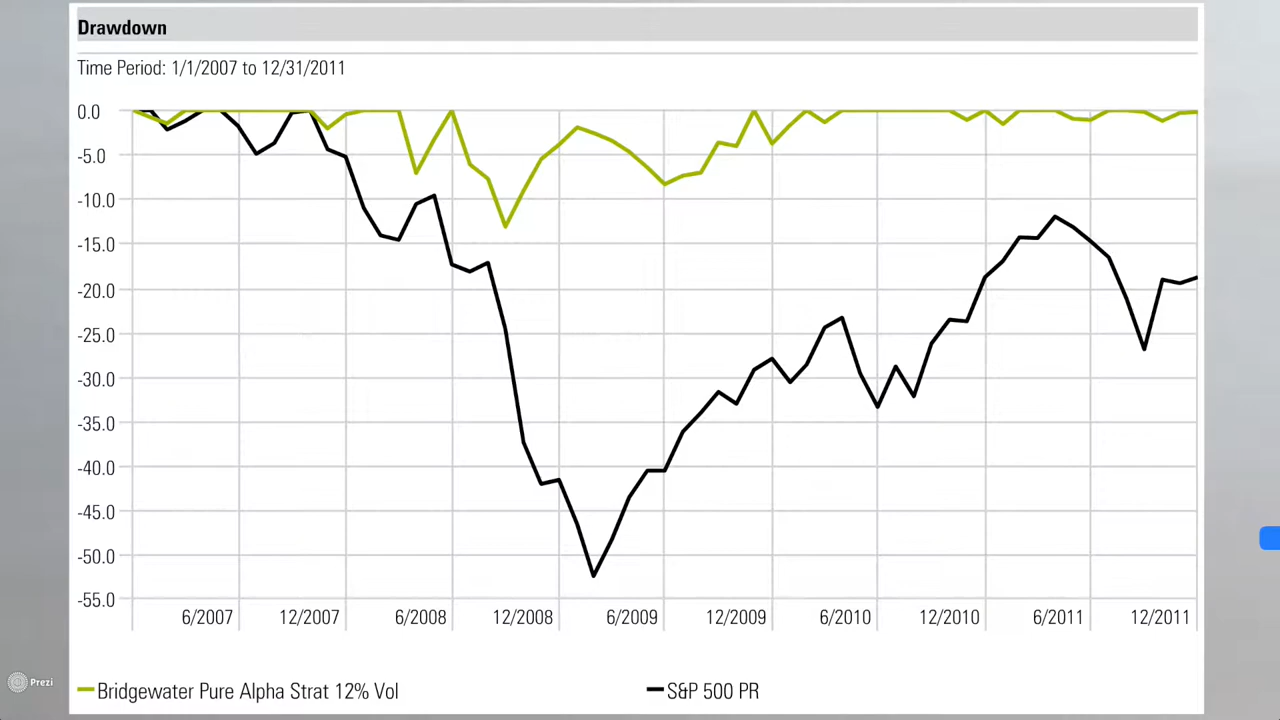 Drawdown
Time Period: 1/1/2007 to 12/31/2011
0.0
-5.0
-10.0
-15.0
-20.0
-25.0
-30.0
-35.0
-40.0
-45.0
-50.0
-55.0
6/2007 12/2007 6/2008 12/2008 6/2009 12/2009 6/2010 12/2010 6/2011 12/2011
Prezi
Bridgewater Pure Alpha Strat 12% Vol S&P 500 PR